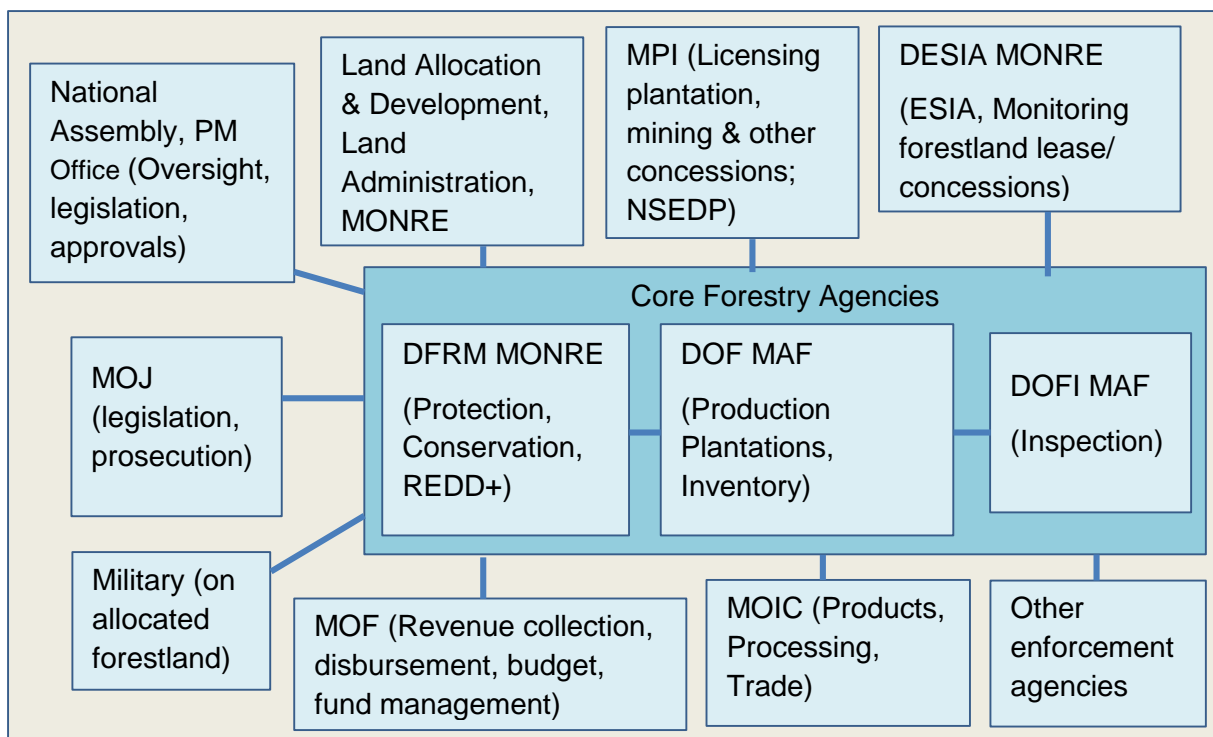 National
Assembly, PM
Office (Oversight,
legislation,
approvals)
Land Allocation
& Development,
Land
Administration,
MONRE
MPI (Licensing
plantation,
mining & other
concessions;
NSEDP)
DESIA MONRE
(ESIA, Monitoring
forestland lease/
concessions)
Core Forestry Agencies
MOJ
(legislation,
prosecution)
DFRM MONRE
(Protection,
Conservation,
REDD+)
DOF MAF
(Production
Plantations,
Inventory)
DOFI MAF
(Inspection)
Military (on
allocated
forestland)
MOF (Revenue collection,
disbursement, budget,
fund management)
MOIC (Products,
Processing,
Trade)
Other
enforcement
agencies